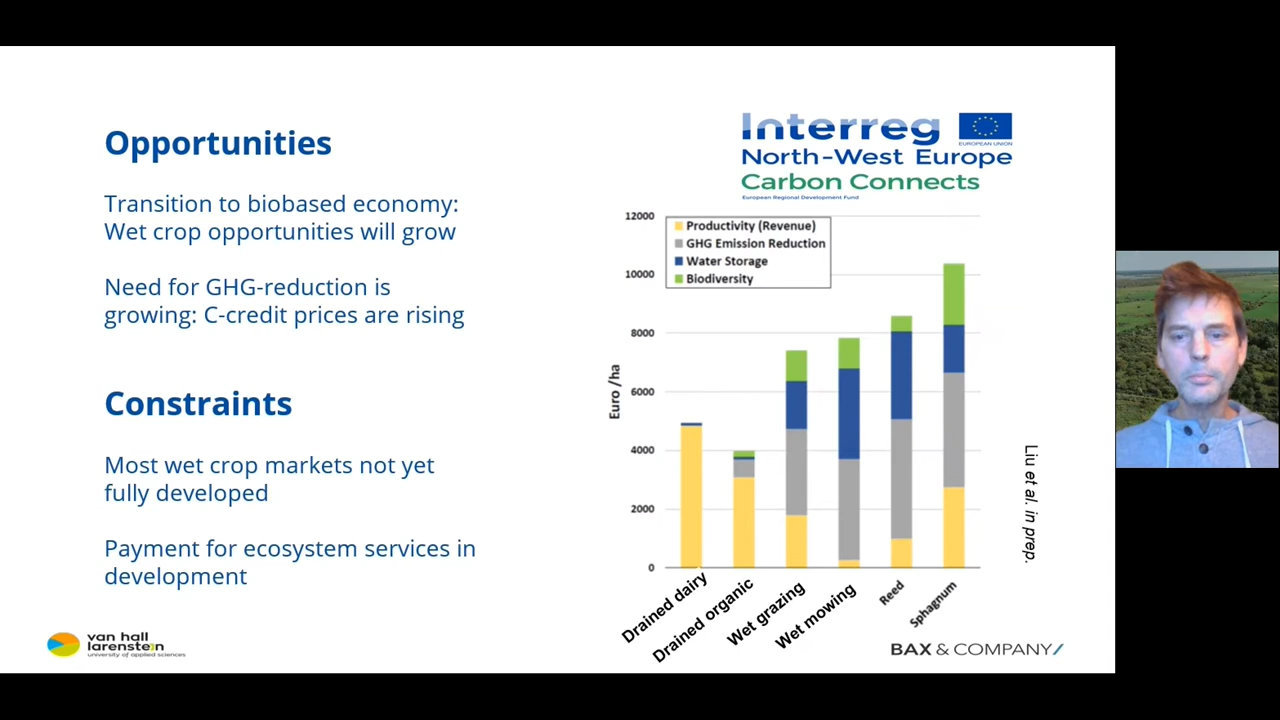 Opportunities
Transition to biobased economy:
Wet crop opportunities will grow
Need for GHG-reduction is
growing: C-credit prices are rising
Constraints
Most wet crop markets not yet
fully developed
Payment for ecosystem services in
development
van hall
larenstein
university of applied sciences
Interreg
EUROPEAN UNION
North-West Europe
Carbon Connects
European Regional Development Fund
12000
10000
8000
6000
4000
2000
0
Euro /ha
Productivity (Revenue)
GHG Emission Reduction
Water Storage
Biodiversity
Drained dairy
Drained organic
Wet grazing
Wet mowing
Reed
Sphagnum
Liu et al. in prep.
BAX & COMPANY/